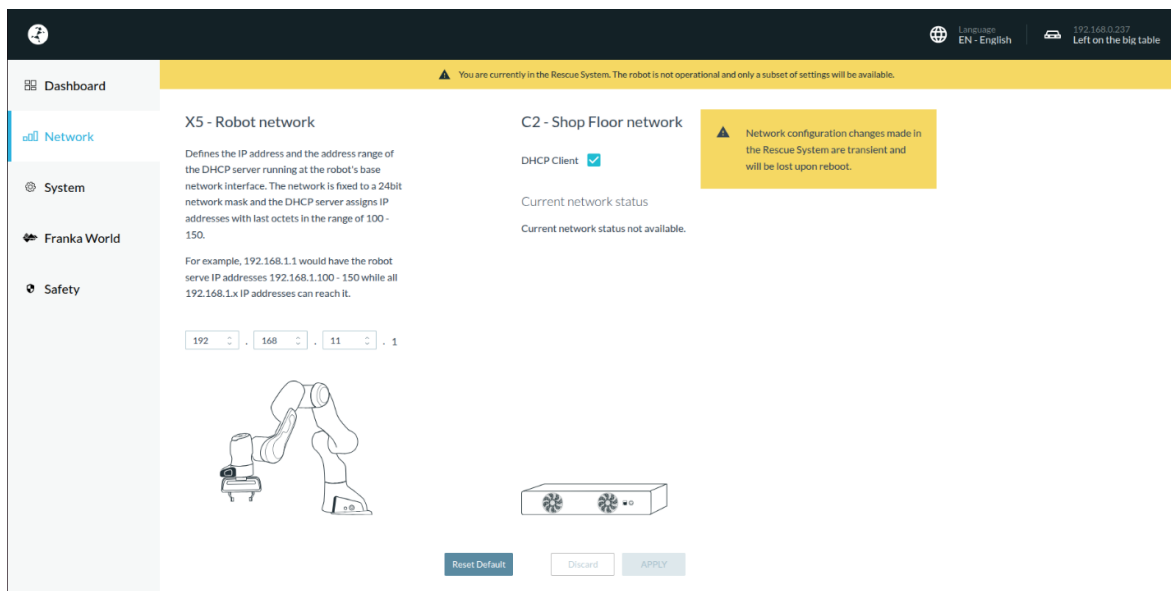 Language
EN - English
192.168.0.237
Left on the big table
You are currently in the Rescue System. The robot is not operational and only a subset of settings will be available.
Dashboard
Network
System
Franka World
Safety
X5 - Robot network
Defines the IP address and the address range of
the DHCP server running at the robot's base
network interface. The network is fixed to a 24bit
network mask and the DHCP server assigns IP
addresses with last octets in the range of 100 -
150.
For example, 192.168.1.1 would have the robot
serve IP addresses 192.168.1.100 - 150 while all
192.168.1.x IP addresses can reach it.
192 . 168 . 11 . 1
C2 - Shop Floor network
DHCP Client
Current network status
Current network status not available.
Network configuration changes made in
the Rescue System are transient and
will be lost upon reboot.
Reset Default
Discard
APPLY